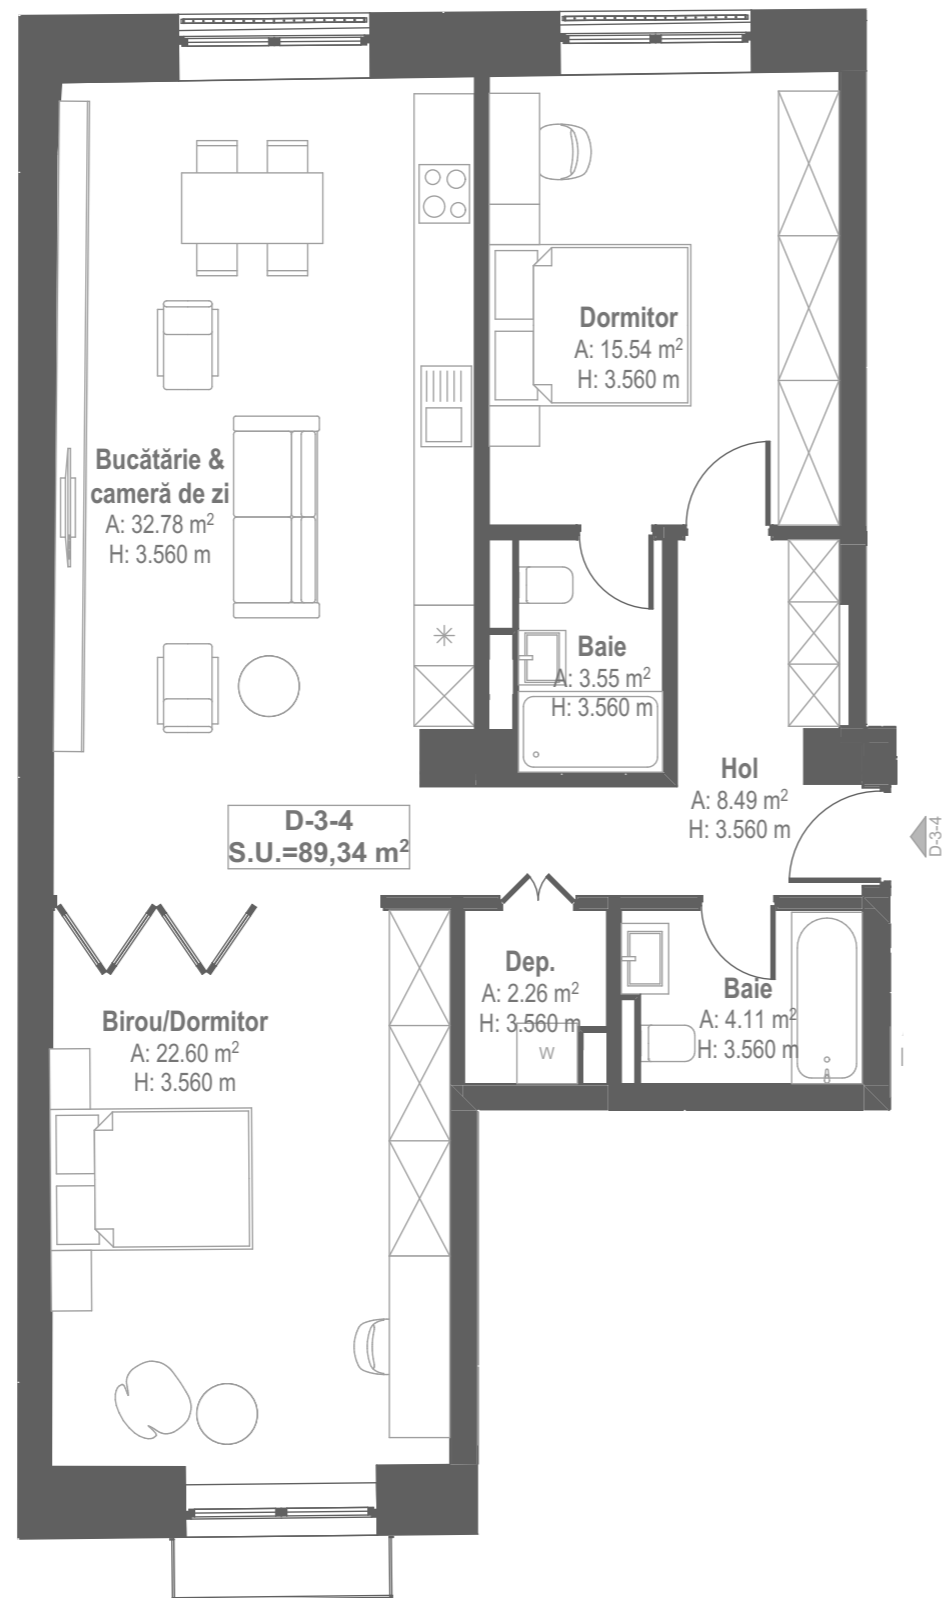 Dormitor
A: 15.54 m²
H: 3.560 m
Bucătărie &
cameră de zi
A: 32.78 m²
H: 3.560 m
Baie
A: 3.55 m²
H: 3.560 m
Hol
A: 8.49 m²
H: 3.560 m
D-3-4
S.U.=89,34 m²
D-3-4
Dep.
A: 2.26 m²
H: 3.560 m
W
Baie
A: 4.11 m²
H: 3.560 m
Birou/Dormitor
A: 22.60 m²
H: 3.560 m